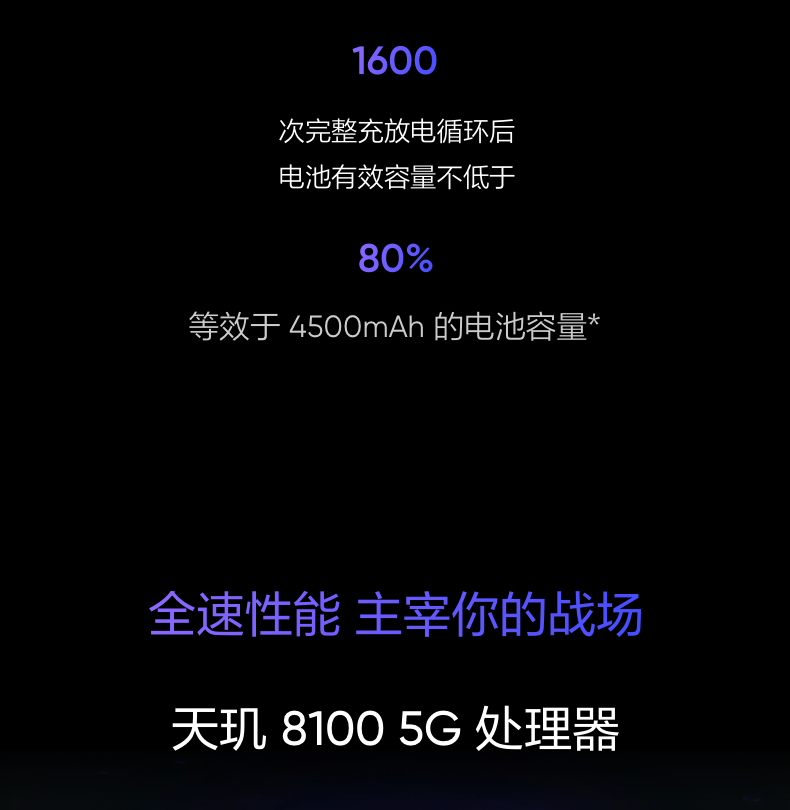 1600
次完整充放电循环后
电池有效容量不低于
80%
等效于 4500mAh 的电池容量*
全速性能 主宰你的战场
天玑 8100 5G 处理器